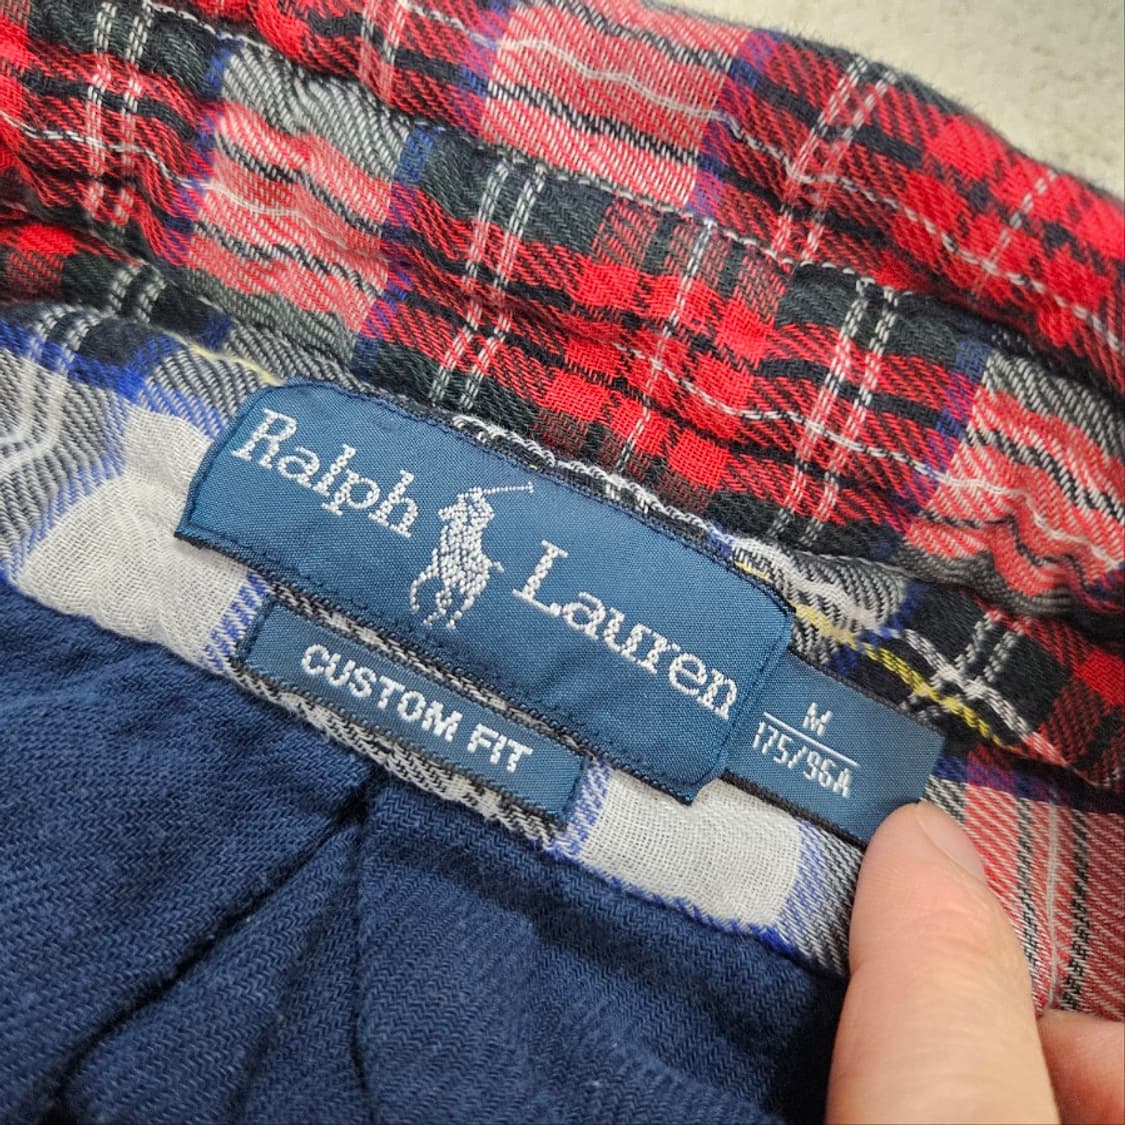 Ralph Lauren
CUSTOM FIT
M
175/96A